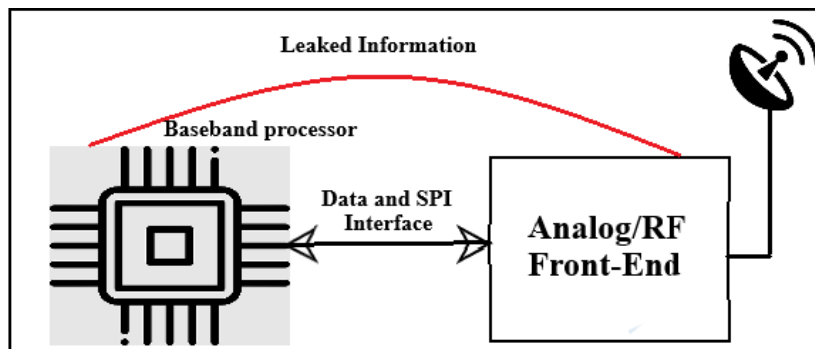 Leaked Information
Baseband processor
Data and SPI
Interface
Analog/RF
Front-End